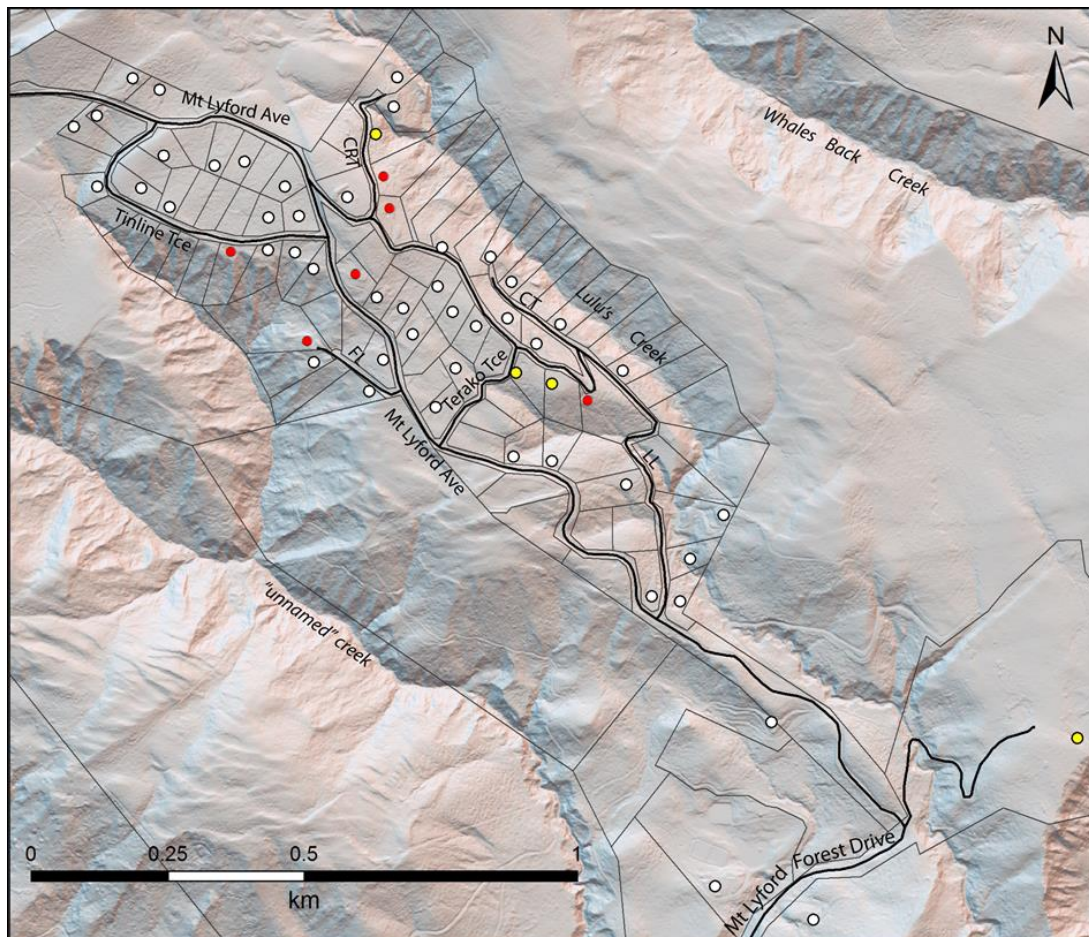 N
Mt Lyford Ave
CRT
Whales Back
Creek
Tinline Tce
CT
Lulu's
Creek
FL
Terako Tce
Mt Lyford Ave
LL
"unnamed" creek
Mt Lyford Forest Drive
0 0.25 0.5 1
km